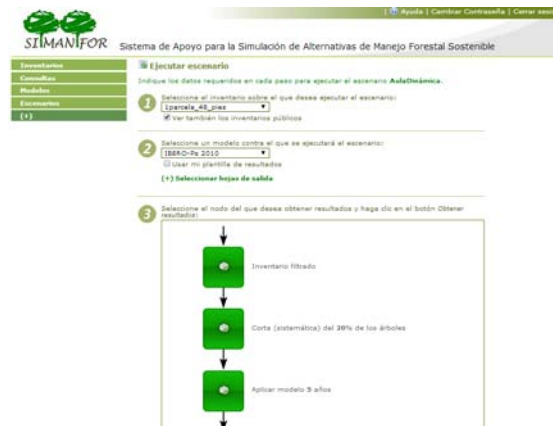 Ayuda | Cambiar Contraseña | Cerrar sesi
SIMANFOR
Sistema de Apoyo para la Simulación de Alternativas de Manejo Forestal Sostenible
Inventarios
Consultas
Modelos
Escenarios
(+)
Ejecutar escenario
Indique los datos requeridos en cada paso para ejecutar el escenario AulaDinámica.
1
Seleccione el inventario sobre el que desea ejecutar el escenario:
1parcela_48_pies
Ver también los inventarios públicos
2
Seleccione un modelo contra el que se ejecutará el escenario:
IBERO-Ps 2010
Usar mi plantilla de resultados
(+) Seleccionar hojas de salida
3
Seleccione el nodo del que desea obtener resultados y haga clic en el botón Obtener
resultados:
Inventario filtrado
Corta (sistemática) del 20% de los árboles
Aplicar modelo 5 años